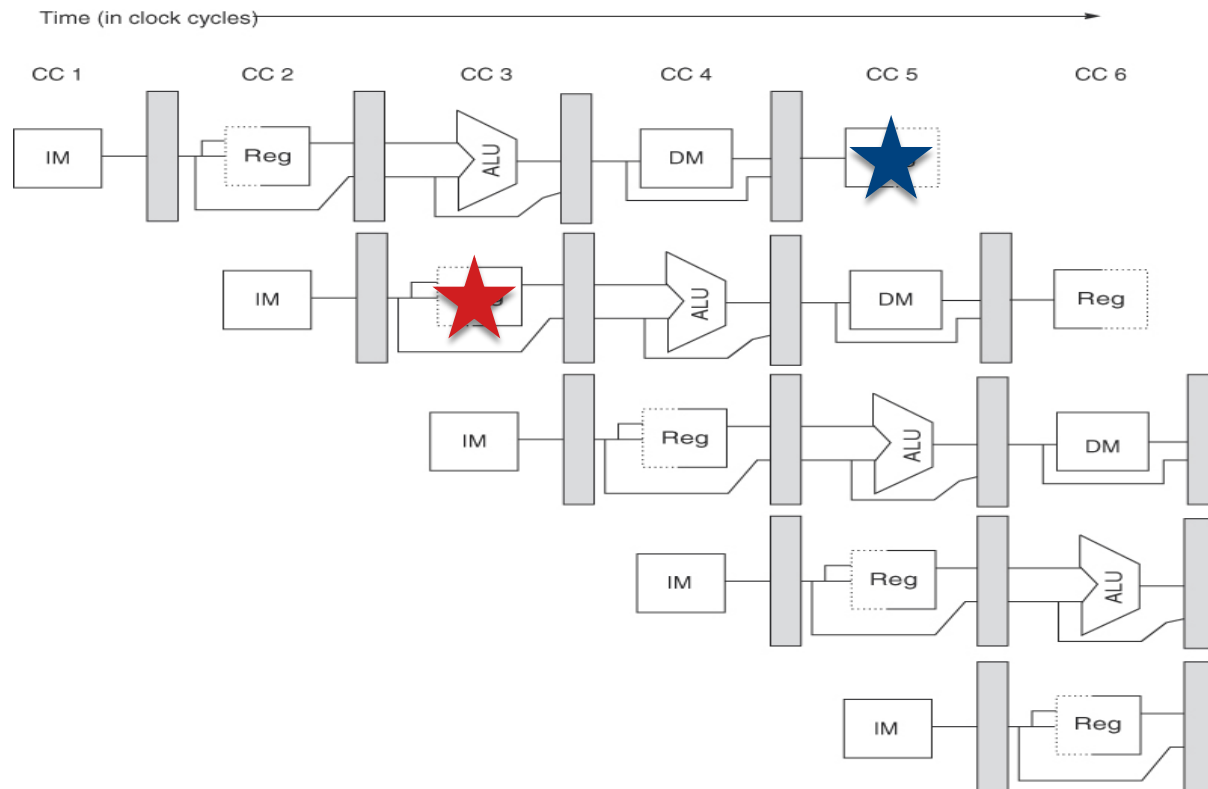 Time (in clock cycles)
CC 1 CC 2 CC 3 CC 4 CC 5 CC 6
IM Reg ALU DM
IM ALU DM Reg
IM Reg ALU DM
IM Reg ALU
IM Reg